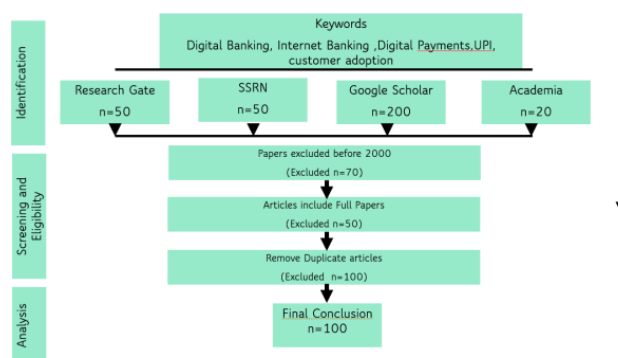 Keywords
Digital Banking, Internet Banking ,Digital Payments,UPI,
customer adoption
Identification
Research Gate
n=50
SSRN
n=50
Google Scholar
n=200
Academia
n=20
Screening and
Eligibility
Papers excluded before 2000
(Excluded n=70)
Articles include Full Papers
(Excluded n=50)
Remove Duplicate articles
(Excluded n=100)
Analysis
Final Conclusion
n=100